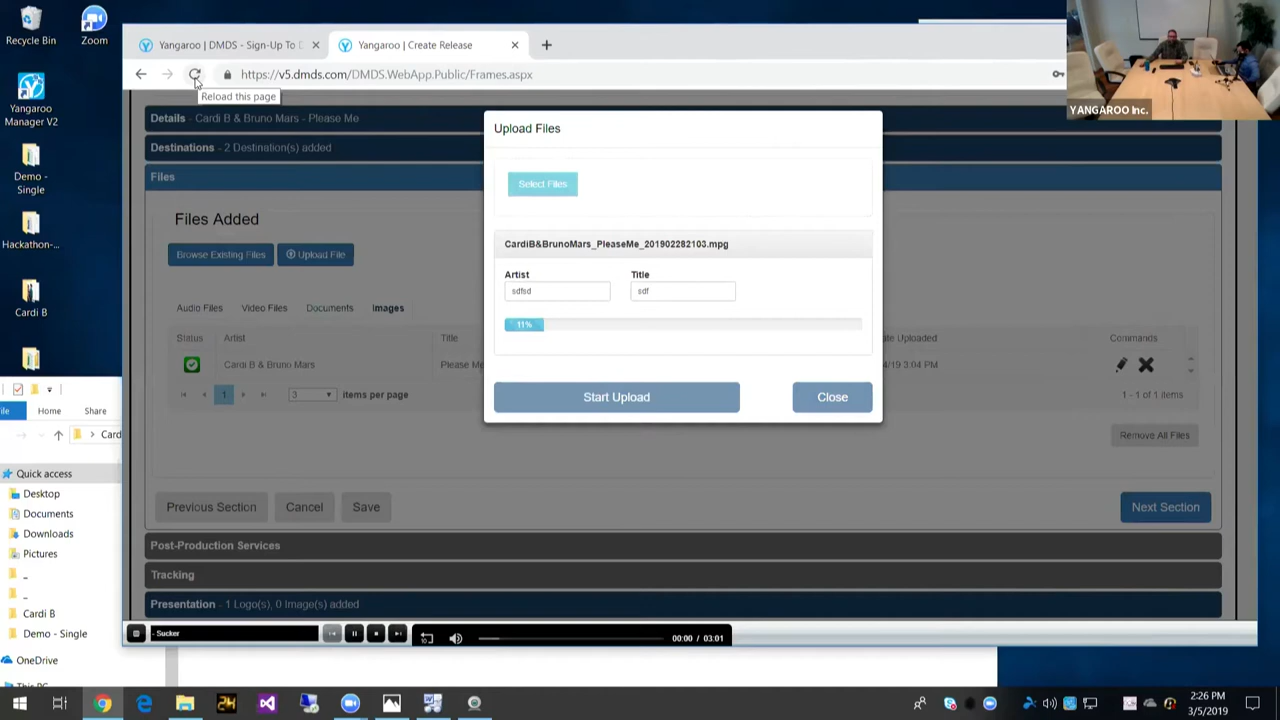 Recycle Bin
Zoom
Yangaroo
Manager V2
Demo -
Single
Hackathon-...
Cardi B
Yangaroo | DMDS - Sign-Up To D
Yangaroo | Create Release
https://v5.dmds.com/DMDS.WebApp.Public/Frames.aspx
Reload this page
YANGAROO Inc.
Details - Cardi B & Bruno Mars - Please Me
Destinations - 2 Destination(s) added
Files
Files Added
Browse Existing Files
Upload File
Audio Files
Video Files
Documents
Images
Status
Artist
Title
ate Uploaded
Commands
Cardi B & Bruno Mars
Please Me
4/19 3:04 PM
1
3
items per page
1 - 1 of 1 items
Remove All Files
Upload Files
Select Files
CardiB&BrunoMars_PleaseMe_201902282103.mpg
Artist
Title
sdfsd
sdf
11%
Start Upload
Close
Previous Section
Cancel
Save
Next Section
Post-Production Services
Tracking
Presentation - 1 Logo(s), 0 Image(s) added
- Sucker
00:00 / 03:01
ile
Home
Share
Card
Quick access
Desktop
Documents
Downloads
Pictures
_
_
Cardi B
Demo - Single
OneDrive
2:26 PM
3/5/2019